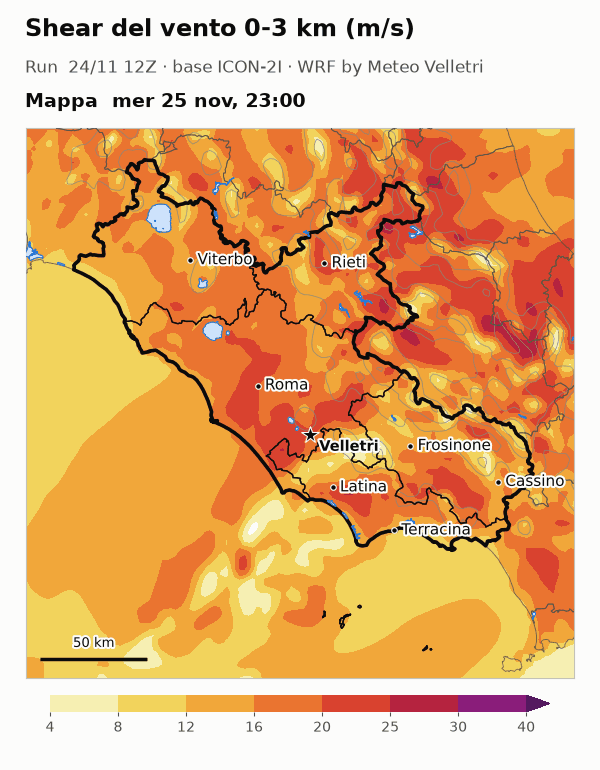 Shear del vento 0-3 km (m/s)
Run  24/11 12Z · base ICON-2I · WRF by Meteo Velletri
Mappa  mer 25 nov, 23:00
Viterbo
Rieti
Roma
Velletri
Frosinone
Cassino
Latina
Terracina
50 km
4 8 12 16 20 25 30 40